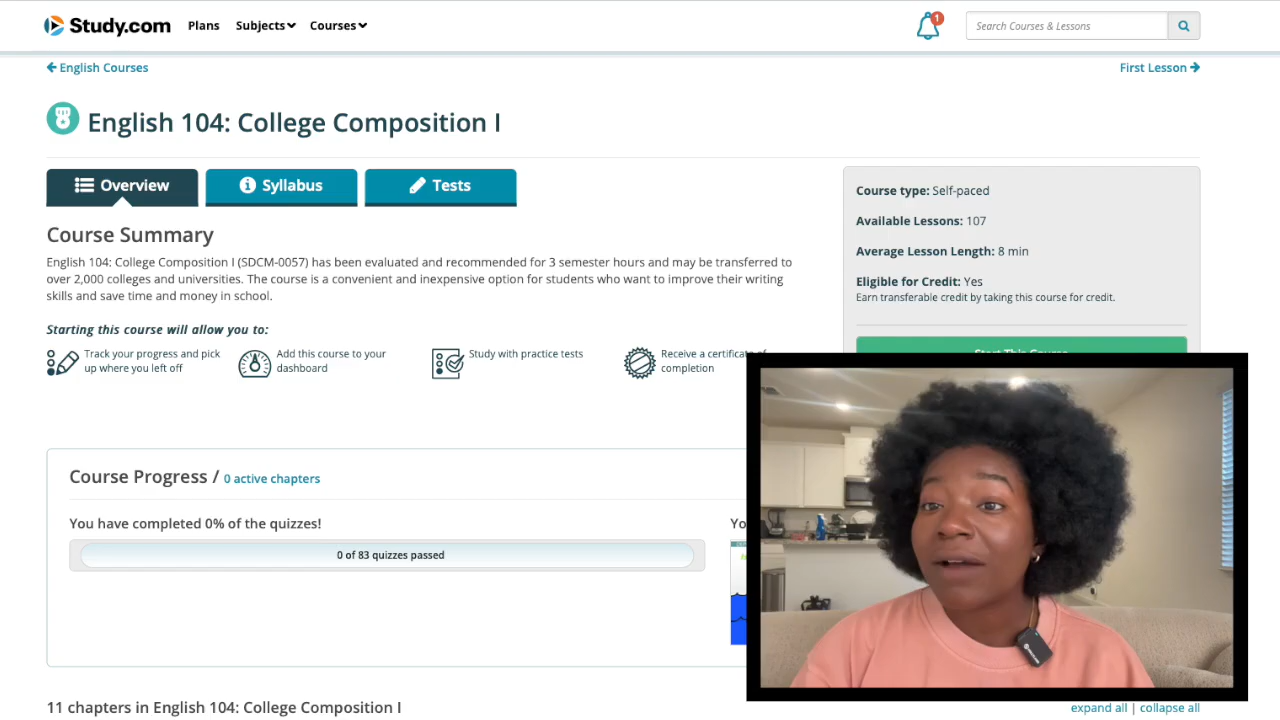 Study.com
Plans
Subjects
Courses
1
Search Courses & Lessons
English Courses
First Lesson
English 104: College Composition I
Overview
Syllabus
Tests
Course Summary
English 104: College Composition I (SDCM-0057) has been evaluated and recommended for 3 semester hours and may be transferred to
over 2,000 colleges and universities. The course is a convenient and inexpensive option for students who want to improve their writing
skills and save time and money in school.
Starting this course will allow you to:
Track your progress and pick
up where you left off
Add this course to your
dashboard
Study with practice tests
Receive a certificate of
completion
Course type: Self-paced
Available Lessons: 107
Average Lesson Length: 8 min
Eligible for Credit: Yes
Earn transferable credit by taking this course for credit.
Start This Course
Course Progress / 0 active chapters
You have completed 0% of the quizzes!
0 of 83 quizzes passed
11 chapters in English 104: College Composition I
expand all | collapse all